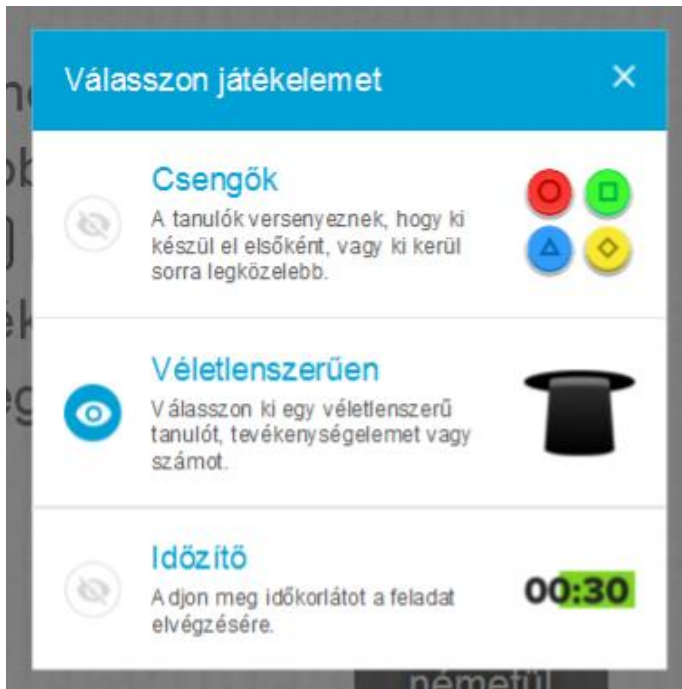 Válasszon játékelemet
Csengők
A tanulók versenyeznek, hogy ki
készül el elsőként, vagy ki kerül
sorra legközelebb.
Véletlenszerűen
Válasszon ki egy véletlenszerű
tanulót, tevékenységelemet vagy
számot.
Időzítő
Adjon meg időkorlátot a feladat
elvégzésére.
00:30
németül